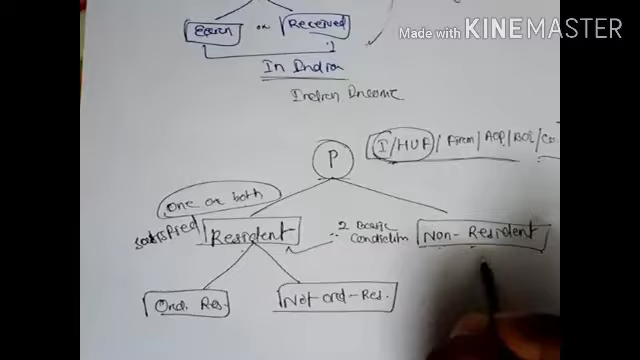 Made with KINEMASTER
Earn or Received
In India
Indian Income
P
I/HUF/Firm/AOP/BOI/Co
one or both
satisfied
Resident
2 Basic
Condition
Non-Resident
Ord. Res.
Not ord-Res.